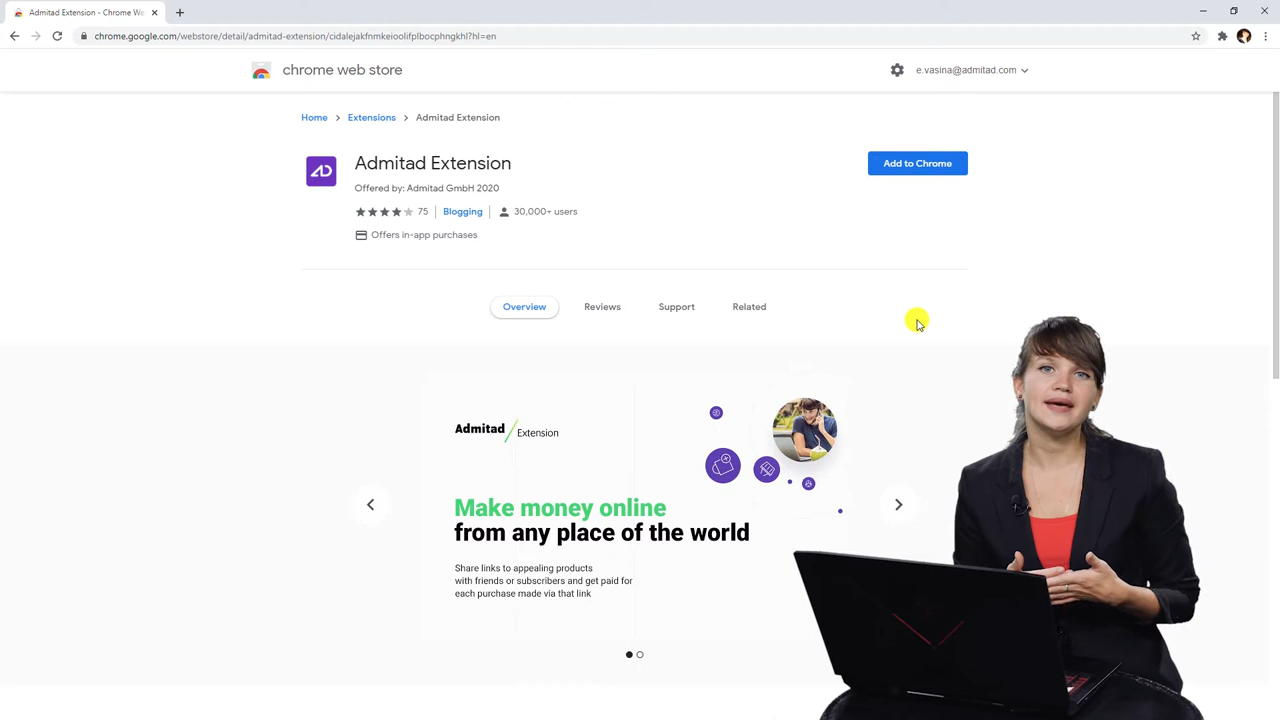 Admitad Extension - Chrome We
chrome.google.com/webstore/detail/admitad-extension/cidalejakfnmkeioolifplbocphngkhl?hl=en
chrome web store
e.vasina@admitad.com
Home
Extensions
Admitad Extension
Admitad Extension
Add to Chrome
Offered by: Admitad GmbH 2020
75
Blogging
30,000+ users
Offers in-app purchases
Overview
Reviews
Support
Related
Admitad / Extension
Make money online
from any place of the world
Share links to appealing products
with friends or subscribers and get paid for
each purchase made via that link